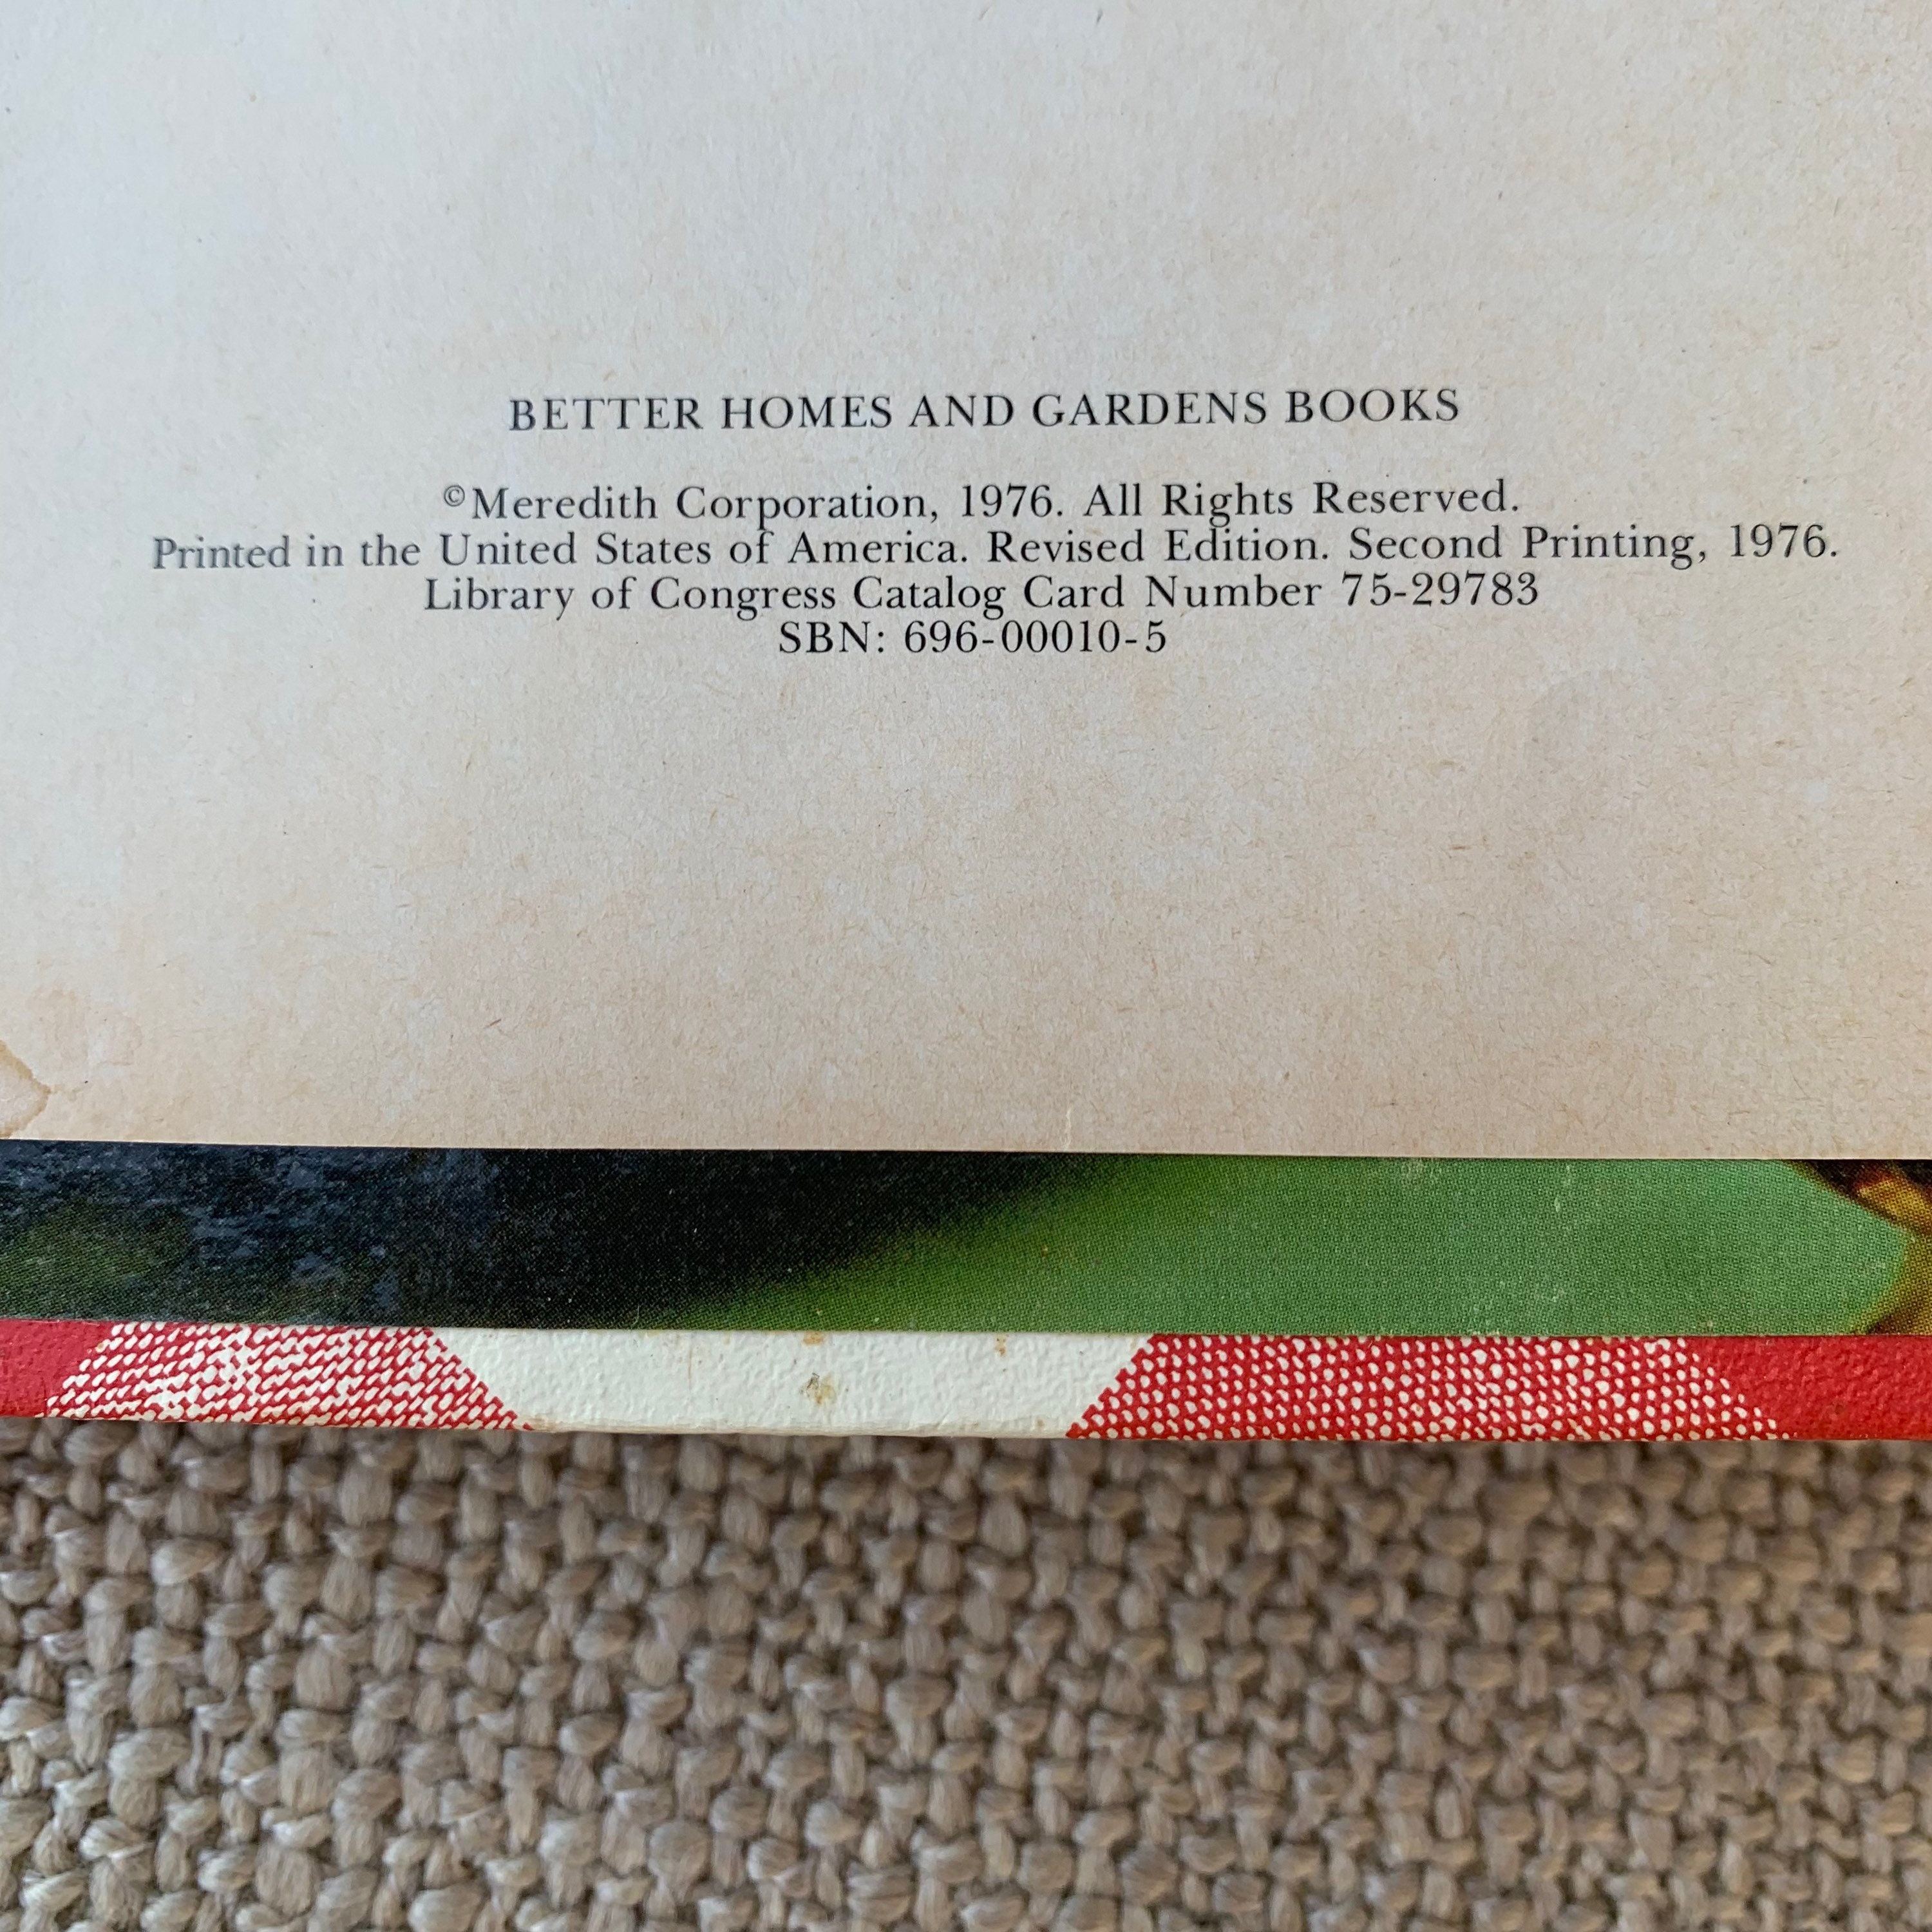 BETTER HOMES AND GARDENS BOOKS
©Meredith Corporation, 1976. All Rights Reserved.
Printed in the United States of America. Revised Edition. Second Printing, 1976.
Library of Congress Catalog Card Number 75-29783
SBN: 696-00010-5